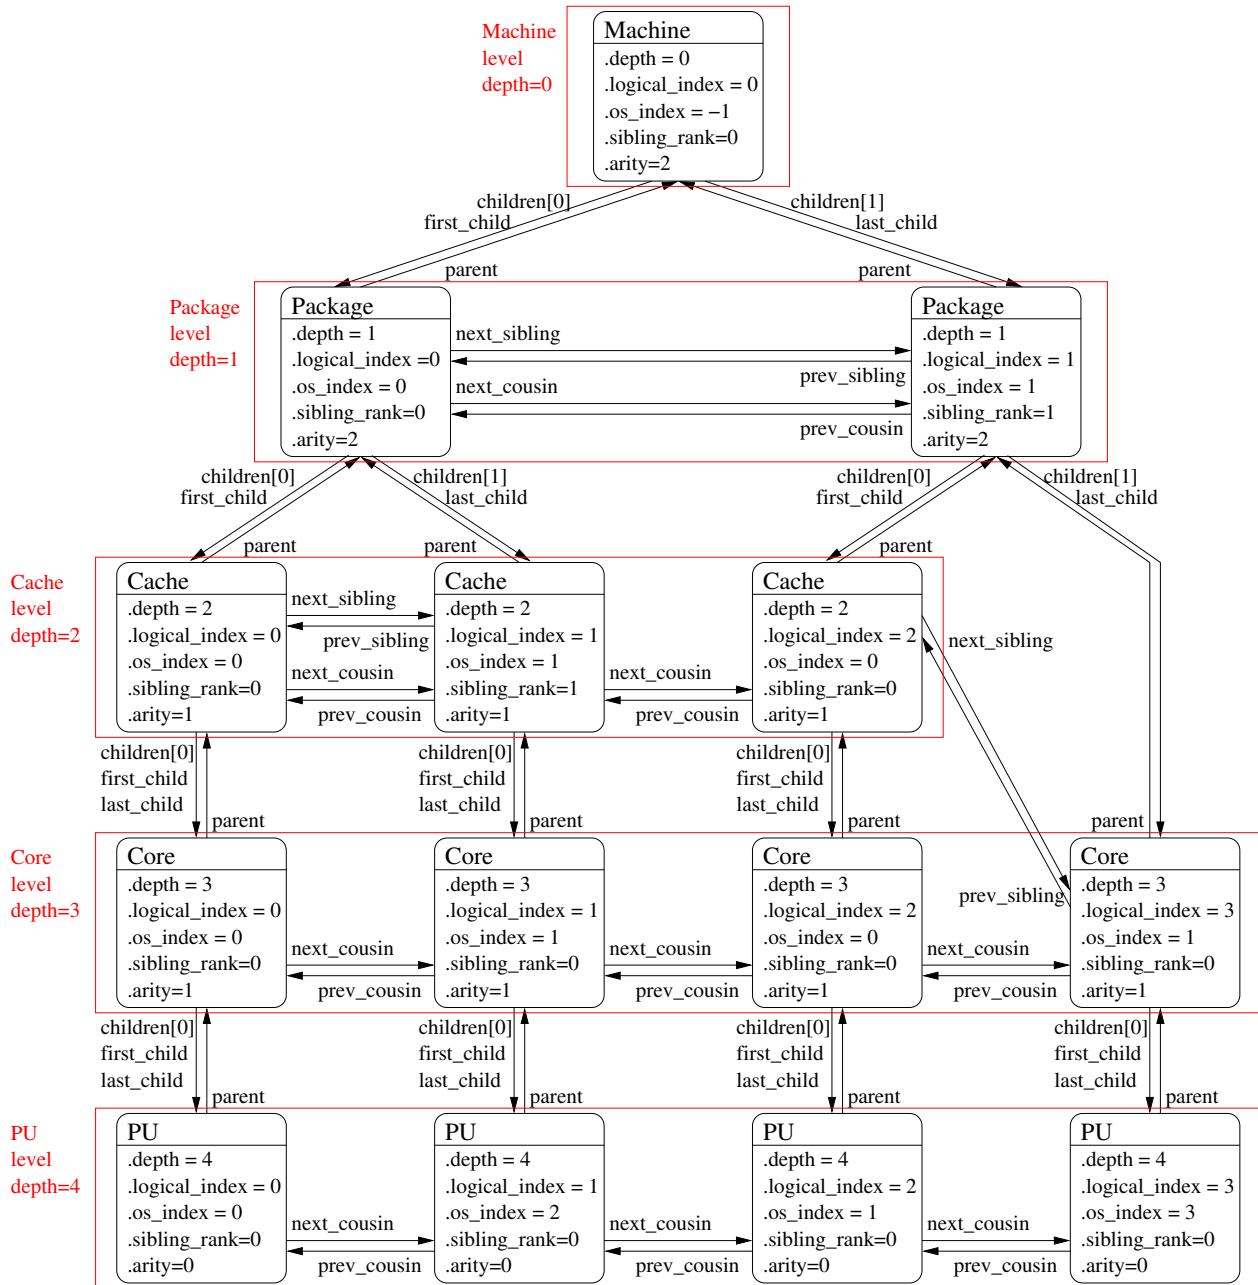 Machine
level
depth=0
Machine
.depth = 0
.logical_index = 0
.os_index = −1
.sibling_rank=0
.arity=2
children[0]
first_child
children[1]
last_child
parent
parent
Package
level
depth=1
Package
.depth = 1
.logical_index =0
.os_index = 0
.sibling_rank=0
.arity=2
next_sibling
prev_sibling
next_cousin
prev_cousin
Package
.depth = 1
.logical_index = 1
.os_index = 1
.sibling_rank=1
.arity=2
children[0]
first_child
children[1]
last_child
children[0]
first_child
children[1]
last_child
parent
parent
parent
Cache
level
depth=2
Cache
.depth = 2
.logical_index = 0
.os_index = 0
.sibling_rank=0
.arity=1
next_sibling
prev_sibling
next_cousin
prev_cousin
Cache
.depth = 2
.logical_index = 1
.os_index = 1
.sibling_rank=1
.arity=1
next_cousin
prev_cousin
Cache
.depth = 2
.logical_index = 2
.os_index = 0
.sibling_rank=0
.arity=1
next_sibling
children[0]
first_child
last_child
parent
children[0]
first_child
last_child
parent
children[0]
first_child
last_child
parent
parent
Core
level
depth=3
Core
.depth = 3
.logical_index = 0
.os_index = 0
.sibling_rank=0
.arity=1
next_cousin
prev_cousin
Core
.depth = 3
.logical_index = 1
.os_index = 1
.sibling_rank=0
.arity=1
next_cousin
prev_cousin
Core
.depth = 3
.logical_index = 2
.os_index = 0
.sibling_rank=0
.arity=1
prev_sibling
next_cousin
prev_cousin
Core
.depth = 3
.logical_index = 3
.os_index = 1
.sibling_rank=0
.arity=1
children[0]
first_child
last_child
parent
children[0]
first_child
last_child
parent
children[0]
first_child
last_child
parent
children[0]
first_child
last_child
parent
PU
level
depth=4
PU
.depth = 4
.logical_index = 0
.os_index = 0
.sibling_rank=0
.arity=0
next_cousin
prev_cousin
PU
.depth = 4
.logical_index = 1
.os_index = 2
.sibling_rank=0
.arity=0
next_cousin
prev_cousin
PU
.depth = 4
.logical_index = 2
.os_index = 1
.sibling_rank=0
.arity=0
next_cousin
prev_cousin
PU
.depth = 4
.logical_index = 3
.os_index = 3
.sibling_rank=0
.arity=0